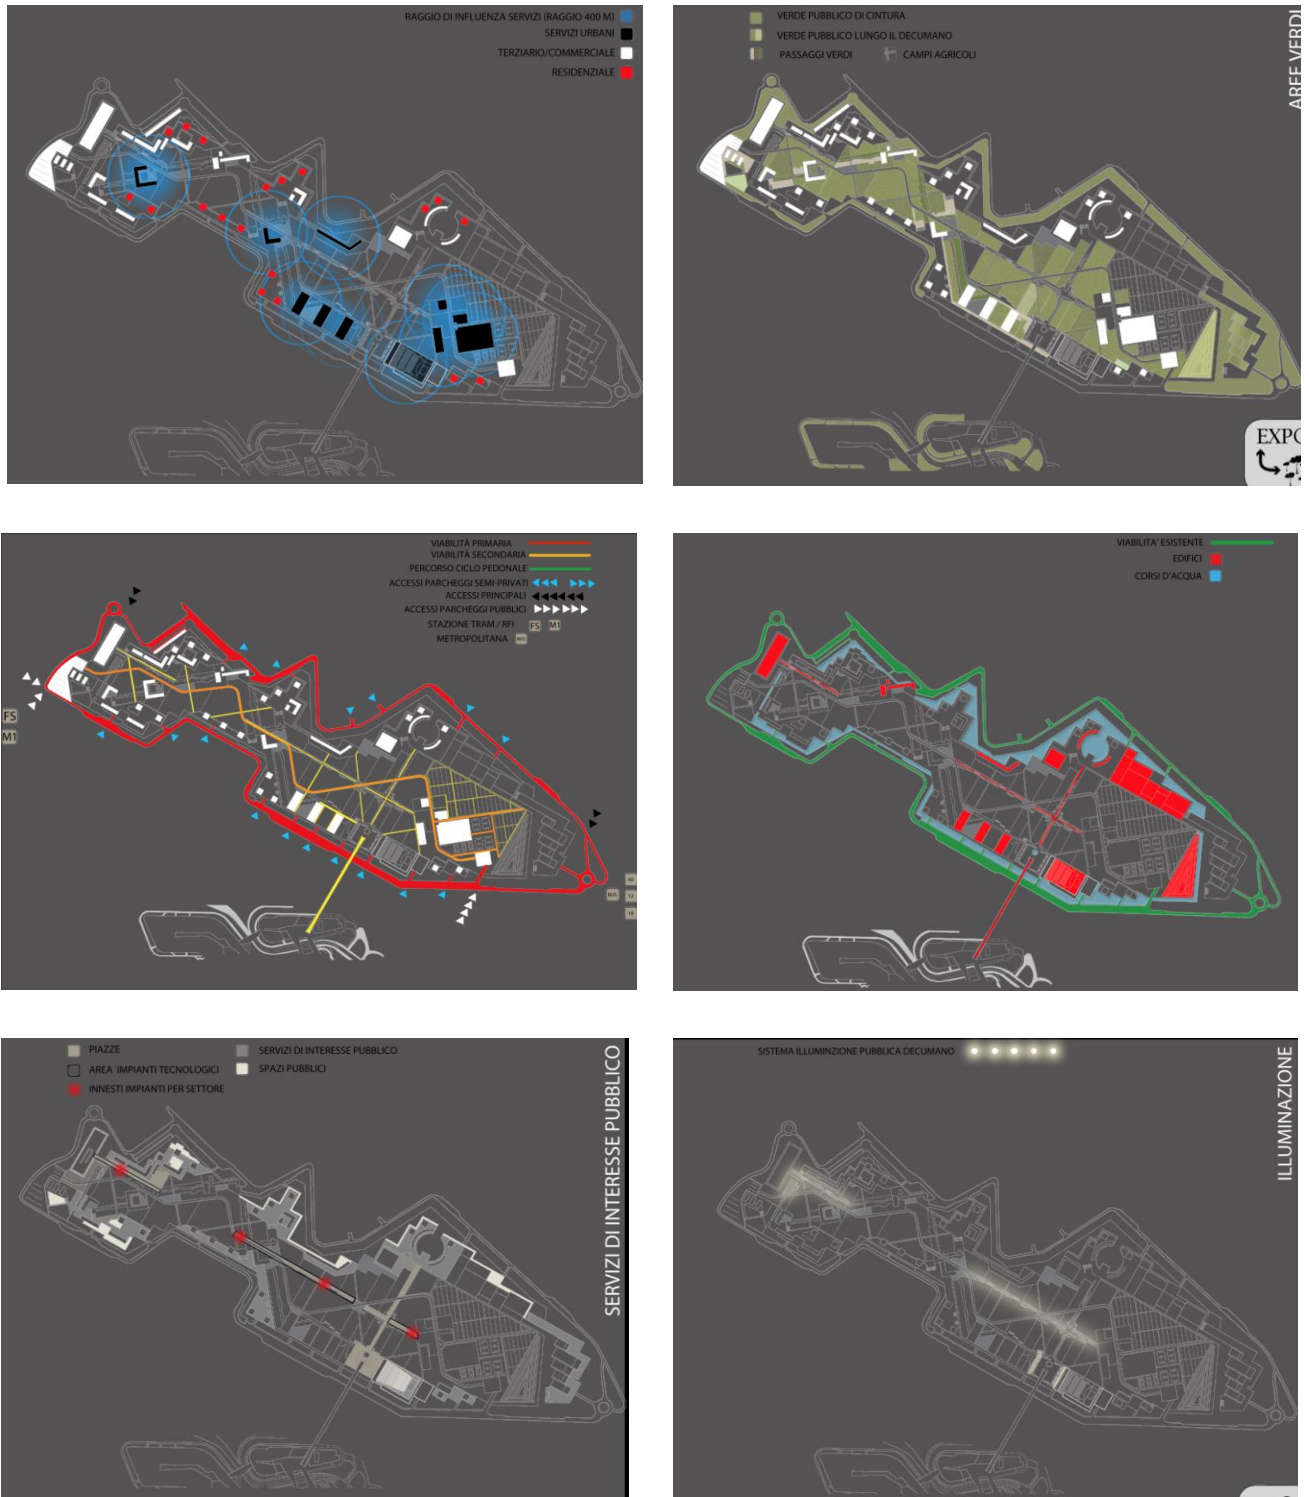 RAGGIO DI INFLUENZA SERVIZI (RAGGIO 400 M)
SERVIZI URBANI
TERZIARIO/COMMERCIALE
RESIDENZIALE
VERDE PUBBLICO DI CINTURA
VERDE PUBBLICO LUNGO IL DECUMANO
PASSAGGI VERDI CAMPI AGRICOLI
AREE VERDI
EXPO
VIABILITÀ PRIMARIA
VIABILITÀ SECONDARIA
PERCORSO CICLO PEDONALE
ACCESSI PARCHEGGI SEMI-PRIVATI
ACCESSI PRINCIPALI
ACCESSI PARCHEGGI PUBBLICI
STAZIONE TRAM / RFI FS M1
METROPOLITANA BUS
FS
M1
BUS
VIABILITA' ESISTENTE
EDIFICI
CORSI D'ACQUA
PIAZZE SERVIZI DI INTERESSE PUBBLICO
AREA IMPIANTI TECNOLOGICI SPAZI PUBBLICI
INNESTI IMPIANTI PER SETTORE
SERVIZI DI INTERESSE PUBBLICO
SISTEMA ILLUMINZIONE PUBBLICA DECUMANO
ILLUMINAZIONE